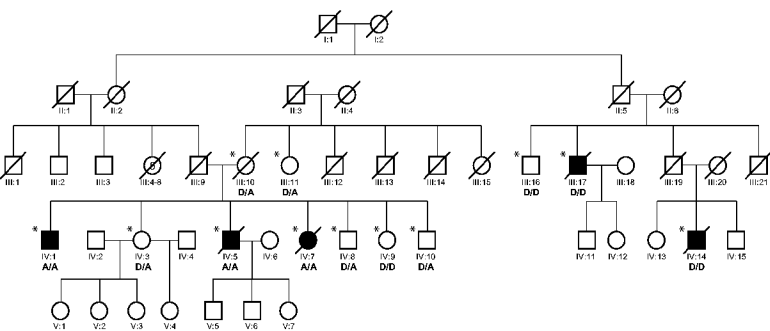 I:1 I:2
II:1 II:2 II:3 II:4 II:5 II:6
III:1 III:2 III:3 5 III:4-8 III:9 * III:10 * III:11 III:12 III:13 III:14 III:15 * III:16 * III:17 III:18 III:19 III:20 III:21
D/A D/A D/D D/D
* IV:1 IV:2 * IV:3 IV:4 * IV:5 IV:6 * IV:7 * IV:8 * IV:9 * IV:10 IV:11 IV:12 IV:13 * IV:14 IV:15
A/A D/A A/A A/A D/A D/D D/A D/D
V:1 V:2 V:3 V:4 V:5 V:6 V:7